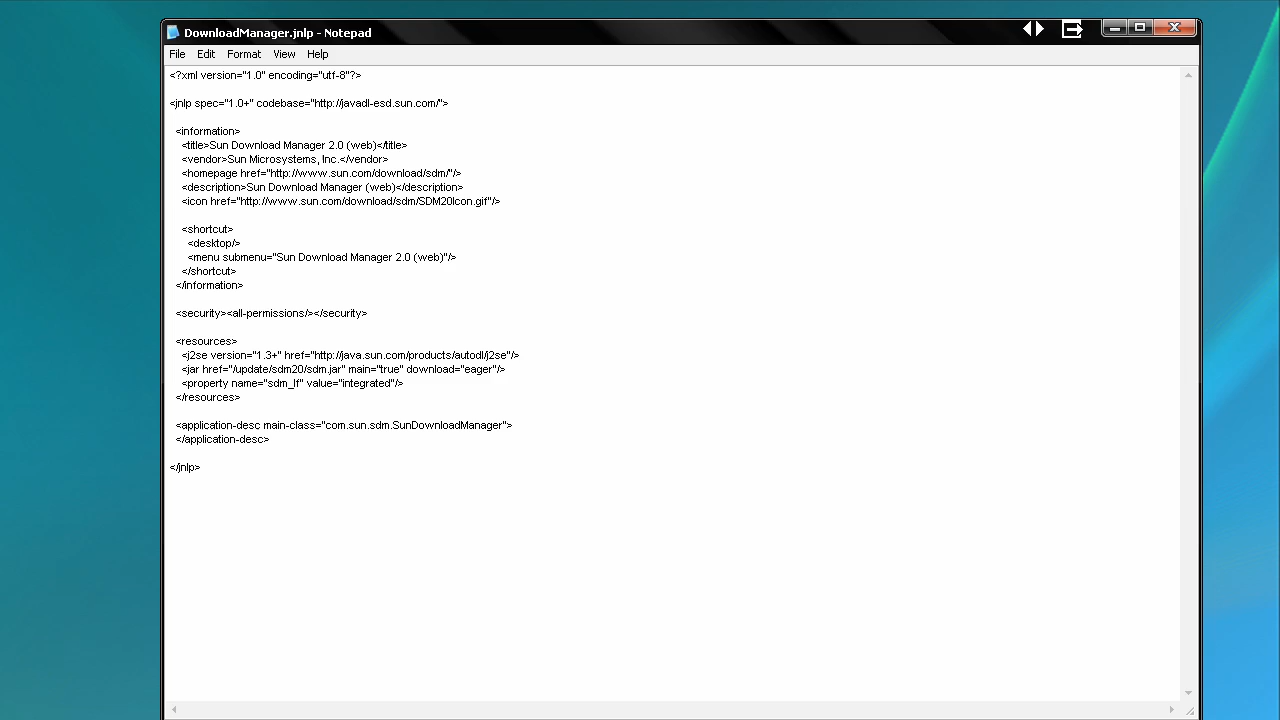 DownloadManager.jnlp - Notepad
File Edit Format View Help
<?xml version="1.0" encoding="utf-8"?>
<jnlp spec="1.0+" codebase="http://javadl-esd.sun.com/">
<information>
<title>Sun Download Manager 2.0 (web)</title>
<vendor>Sun Microsystems, Inc.</vendor>
<homepage href="http://www.sun.com/download/sdm/"/>
<description>Sun Download Manager (web)</description>
<icon href="http://www.sun.com/download/sdm/SDM20Icon.gif"/>
<shortcut>
<desktop/>
<menu submenu="Sun Download Manager 2.0 (web)"/>
</shortcut>
</information>
<security><all-permissions/></security>
<resources>
<j2se version="1.3+" href="http://java.sun.com/products/autodl/j2se"/>
<jar href="/update/sdm20/sdm.jar" main="true" download="eager"/>
<property name="sdm_lf" value="integrated"/>
</resources>
<application-desc main-class="com.sun.sdm.SunDownloadManager">
</application-desc>
</jnlp>